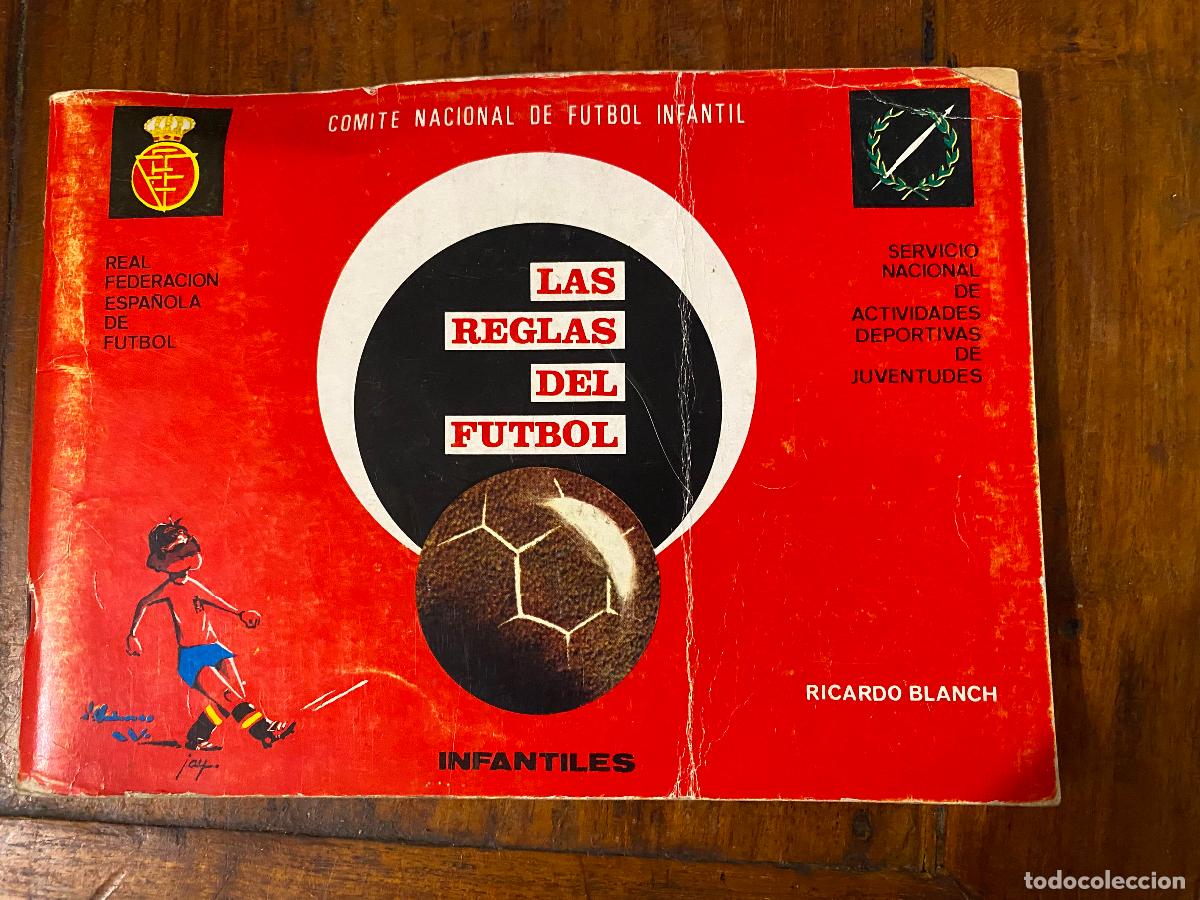 COMITE NACIONAL DE FUTBOL INFANTIL
REAL
FEDERACION
ESPAÑOLA
DE
FUTBOL
SERVICIO
NACIONAL
DE
ACTIVIDADES
DEPORTIVAS
DE
JUVENTUDES
LAS
REGLAS
DEL
FUTBOL
RICARDO BLANCH
INFANTILES
todocoleccion